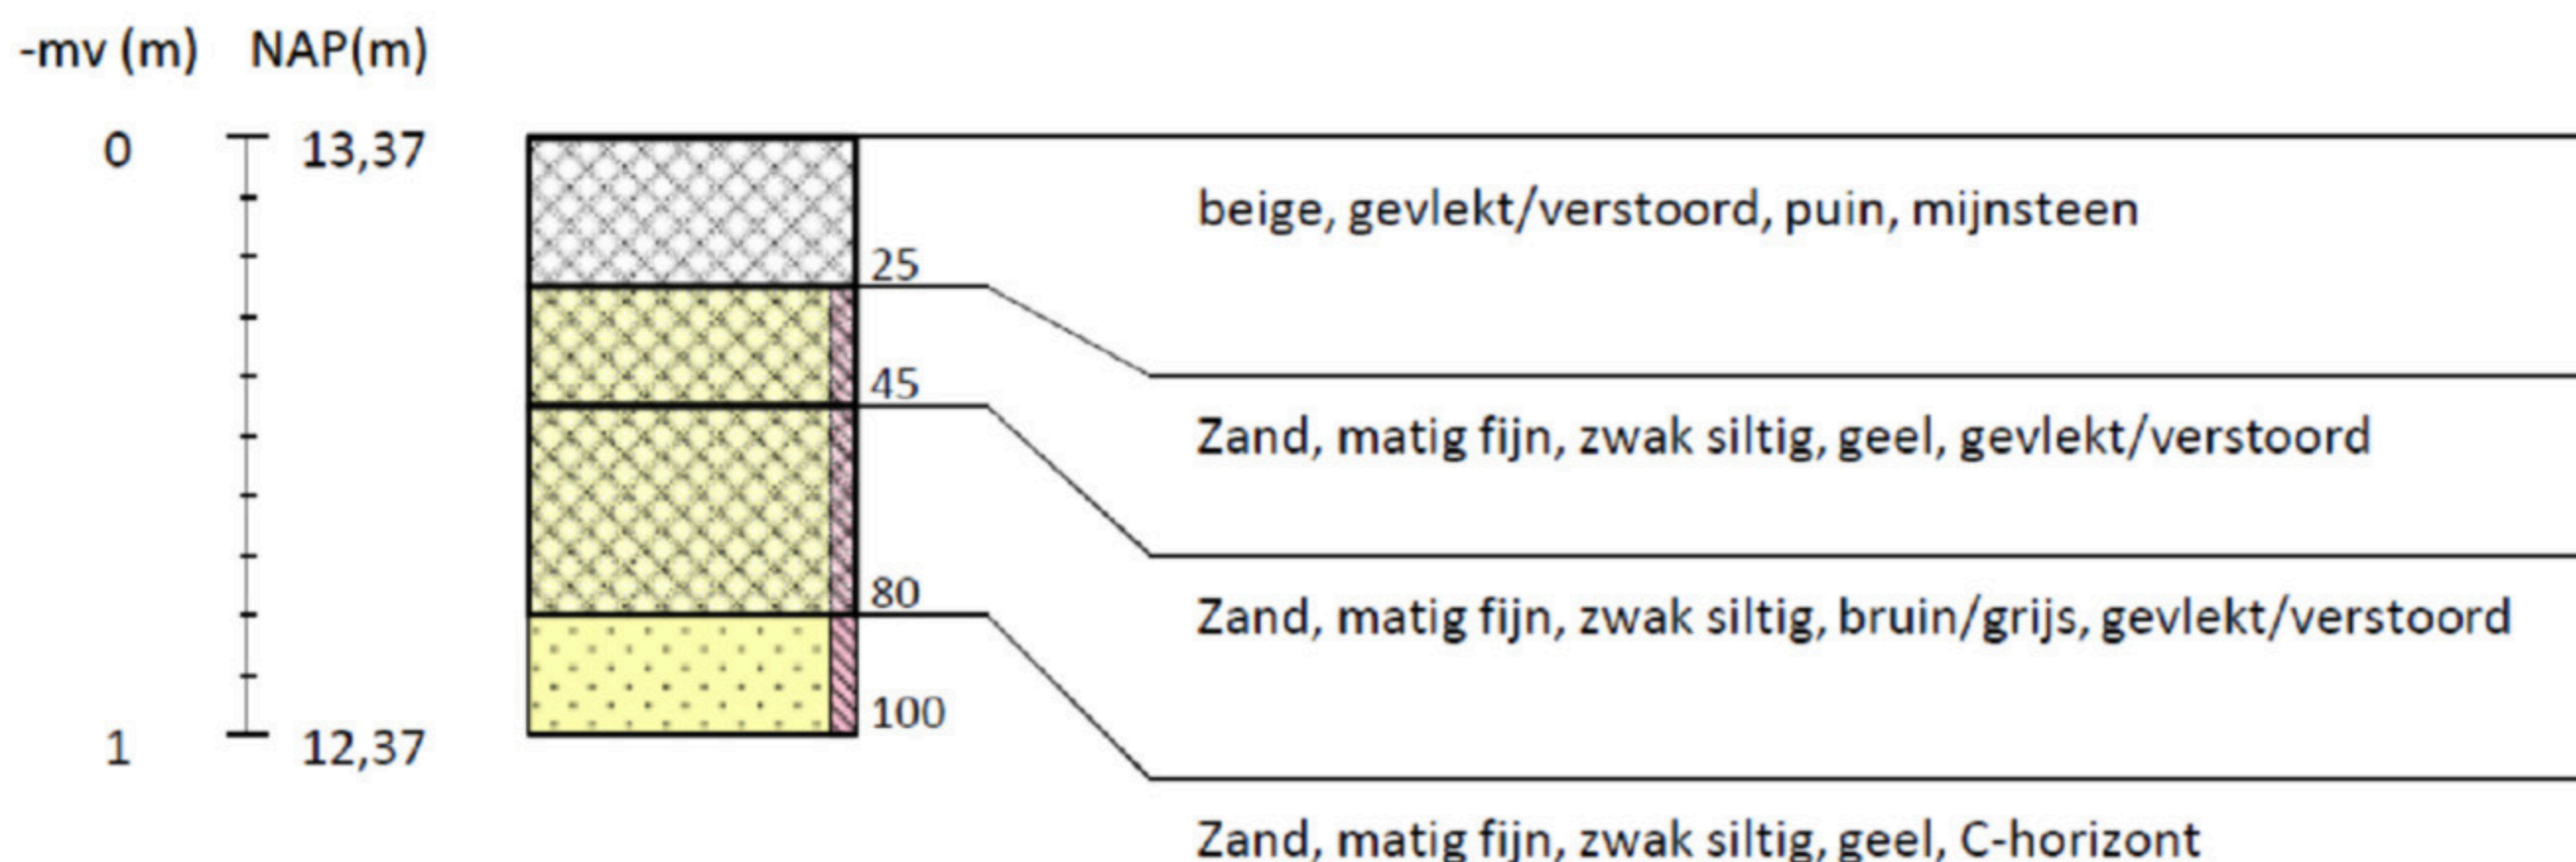 -mv (m) NAP(m)
0 13,37
beige, gevlekt/verstoord, puin, mijnsteen
25
45
Zand, matig fijn, zwak siltig, geel, gevlekt/verstoord
80
Zand, matig fijn, zwak siltig, bruin/grijs, gevlekt/verstoord
100
1 12,37
Zand, matig fijn, zwak siltig, geel, C-horizont